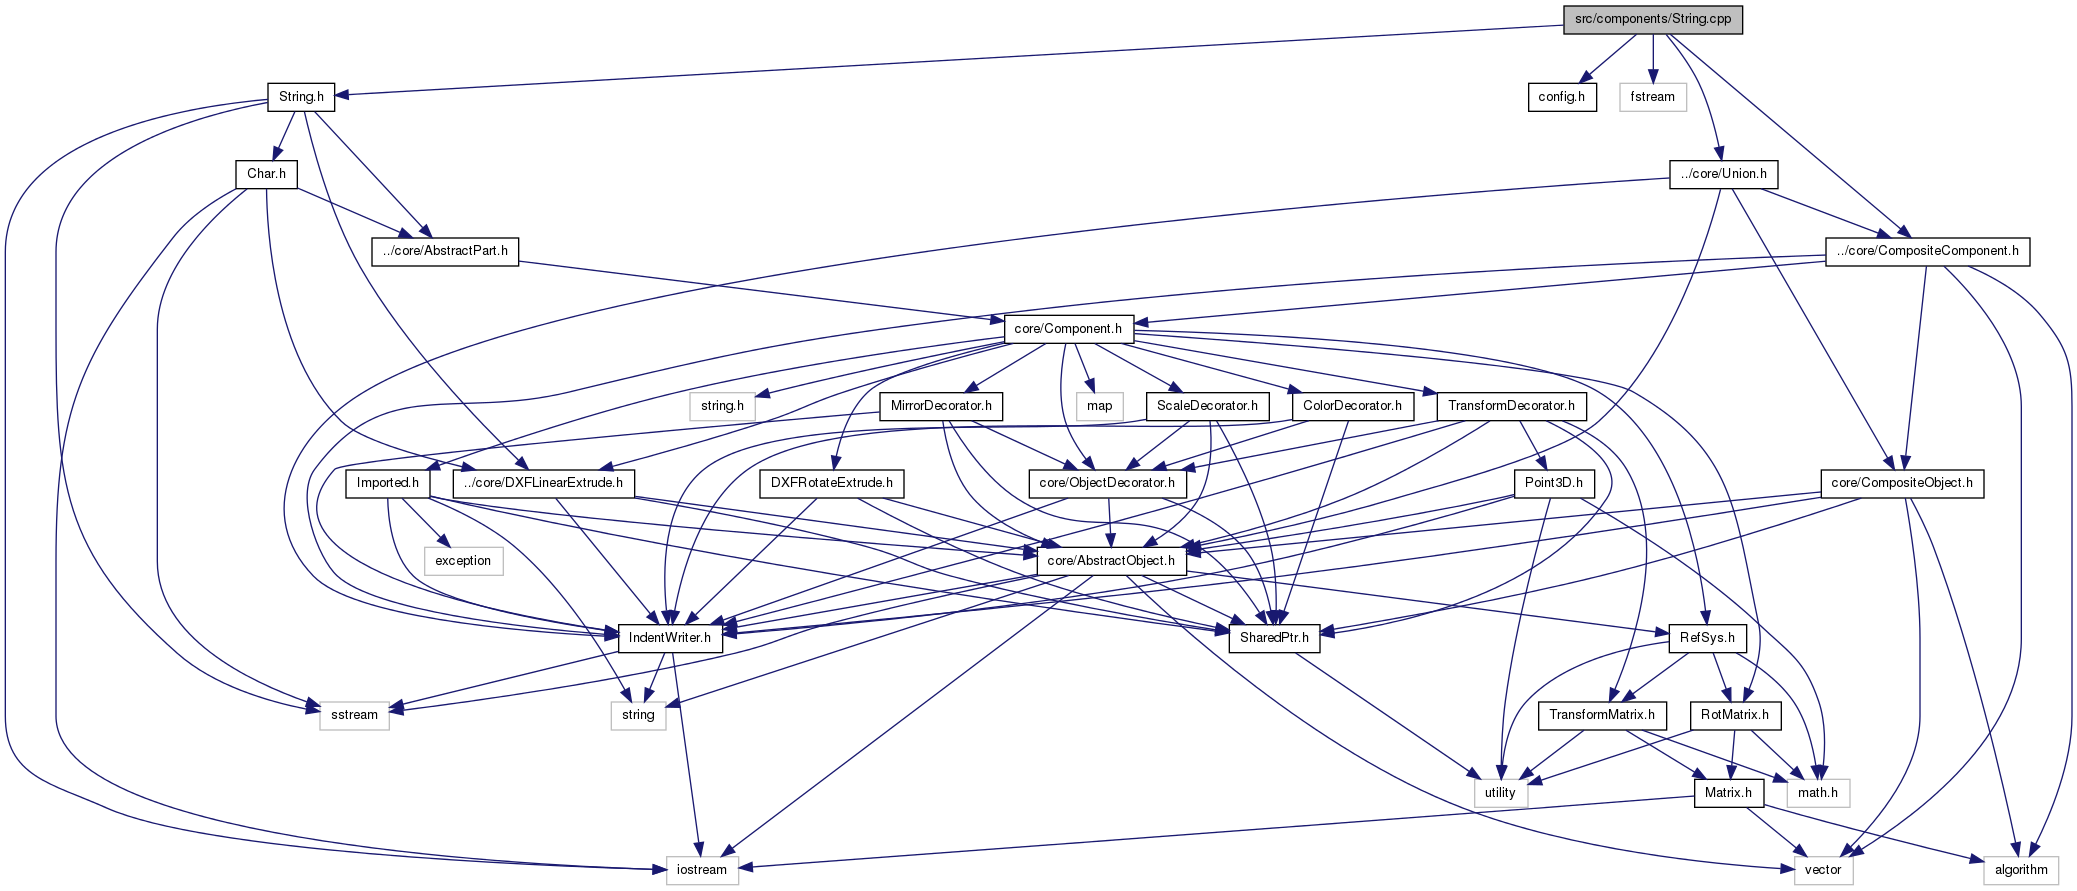 src/components/String.cpp
String.h
config.h
fstream
Char.h
../core/Union.h
../core/AbstractPart.h
../core/CompositeComponent.h
core/Component.h
string.h
MirrorDecorator.h
map
ScaleDecorator.h
ColorDecorator.h
TransformDecorator.h
Imported.h
../core/DXFLinearExtrude.h
DXFRotateExtrude.h
core/ObjectDecorator.h
Point3D.h
core/CompositeObject.h
exception
core/AbstractObject.h
IndentWriter.h
SharedPtr.h
RefSys.h
sstream
string
TransformMatrix.h
RotMatrix.h
utility
Matrix.h
math.h
iostream
vector
algorithm